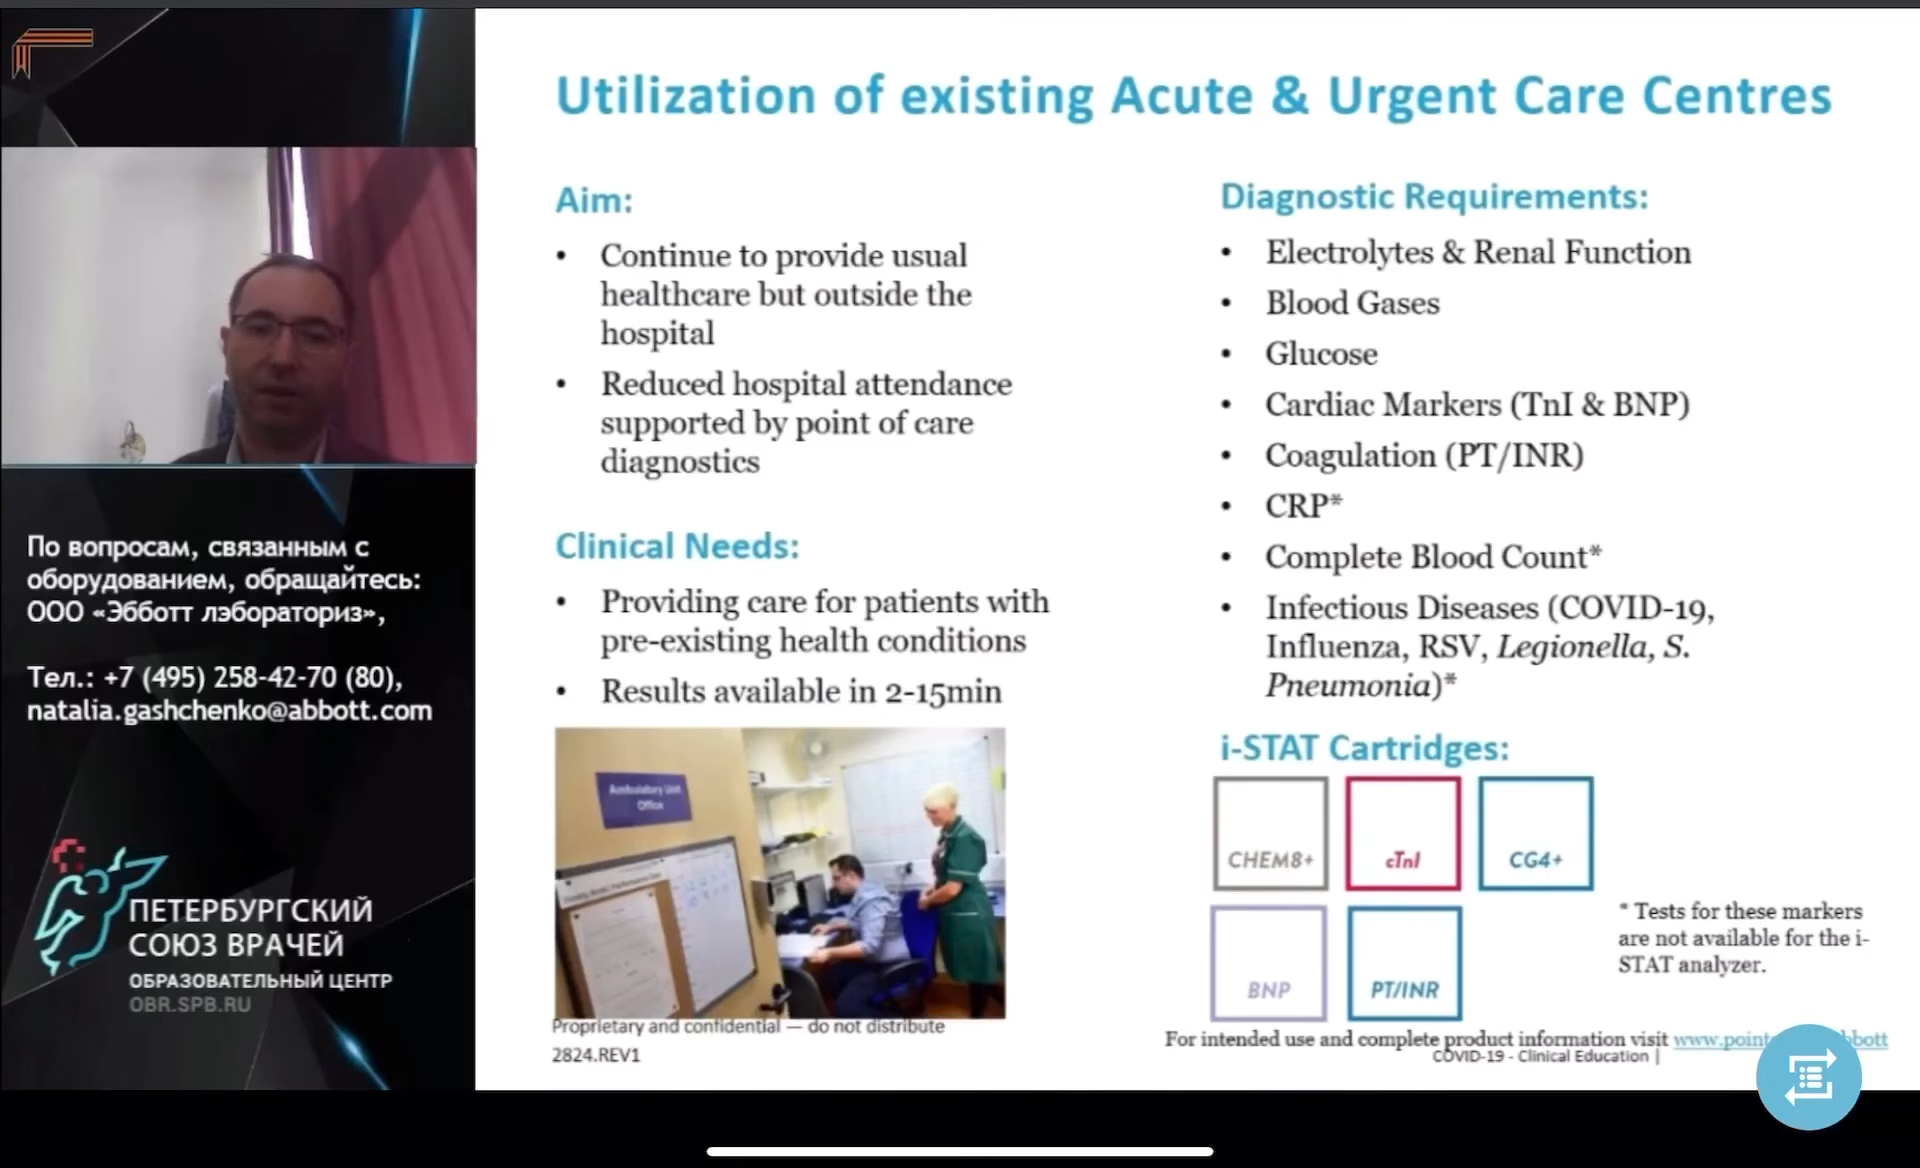 Utilization of existing Acute & Urgent Care Centres
Aim:
• Continue to provide usual
healthcare but outside the
hospital
• Reduced hospital attendance
supported by point of care
diagnostics
Clinical Needs:
• Providing care for patients with
pre-existing health conditions
• Results available in 2-15min
Ambulatory Unit
Office
Proprietary and confidential — do not distribute
2824.REV1
Diagnostic Requirements:
• Electrolytes & Renal Function
• Blood Gases
• Glucose
• Cardiac Markers (TnI & BNP)
• Coagulation (PT/INR)
• CRP*
• Complete Blood Count*
• Infectious Diseases (COVID-19,
Influenza, RSV, Legionella, S.
Pneumonia)*
i-STAT Cartridges:
CHEM8+ cTnI CG4+
BNP PT/INR
* Tests for these markers
are not available for the i-
STAT analyzer.
For intended use and complete product information visit
COVID-19 - Clinical Education |
По вопросам, связанным с
оборудованием, обращайтесь:
ООО «Эбботт лэбораториз»,
Тел.: +7 (495) 258-42-70 (80),
natalia.gashchenko@abbott.com
ПЕТЕРБУРГСКИЙ
СОЮЗ ВРАЧЕЙ
ОБРАЗОВАТЕЛЬНЫЙ ЦЕНТР
OBR.SPB.RU